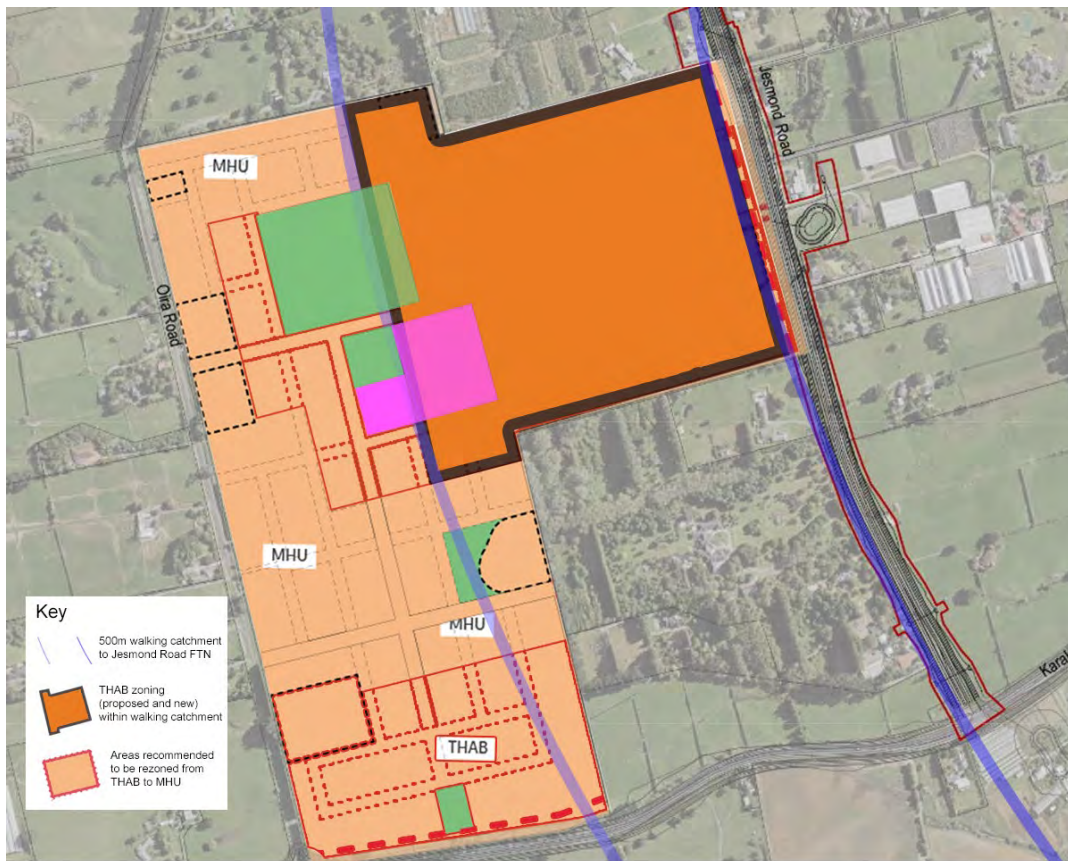 Jesmond Road
MHU
Oira Road
MHU
MHU
THAB
Key
500m walking catchment
to Jesmond Road FTN
THAB zoning
(proposed and new)
within walking catchment
Areas recommended
to be rezoned from
THAB to MHU